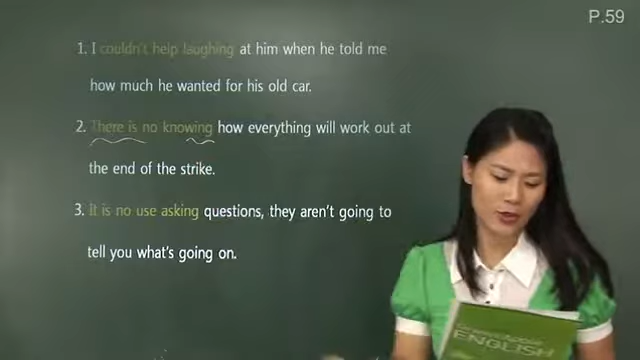 P.59
1. I couldn't help laughing at him when he told me
how much he wanted for his old car.
2. There is no knowing how everything will work out at
the end of the strike.
3. It is no use asking questions, they aren't going to
tell you what's going on.
ENGLISH